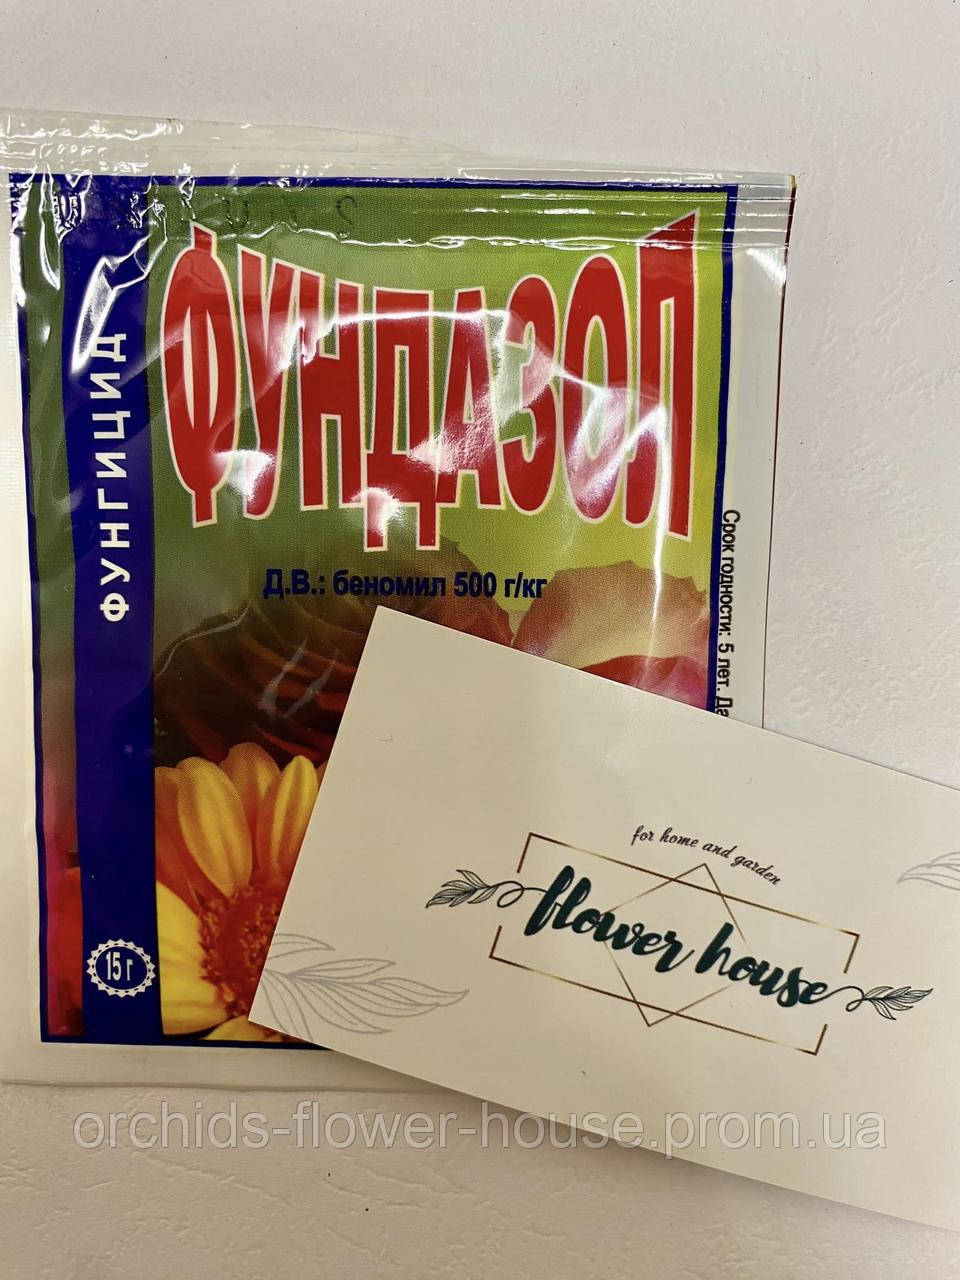 ФУНДАЗОЛ
ФУНГИЦИД
Д.В.: беномил 500 г/кг
Срок годности: 5 лет.
15 г
for home and garden
flower house
orchids-flower-house.prom.ua